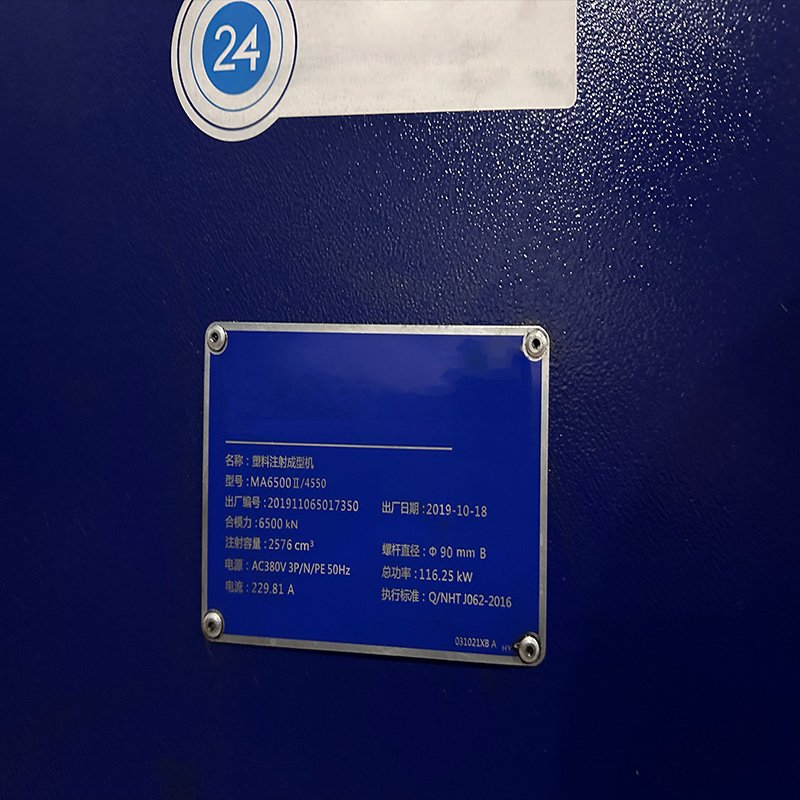 24
名称：塑料注射成型机
型号：MA6500Ⅱ/4550
出厂编号：201911065017350 出厂日期：2019-10-18
合模力：6500 kN
注射容量：2576 cm³ 螺杆直径：Φ 90 mm B
电源：AC380V 3P/N/PE 50Hz 总功率：116.25 kW
电流：229.81 A 执行标准：Q/NHT J062-2016
031021XB A HY